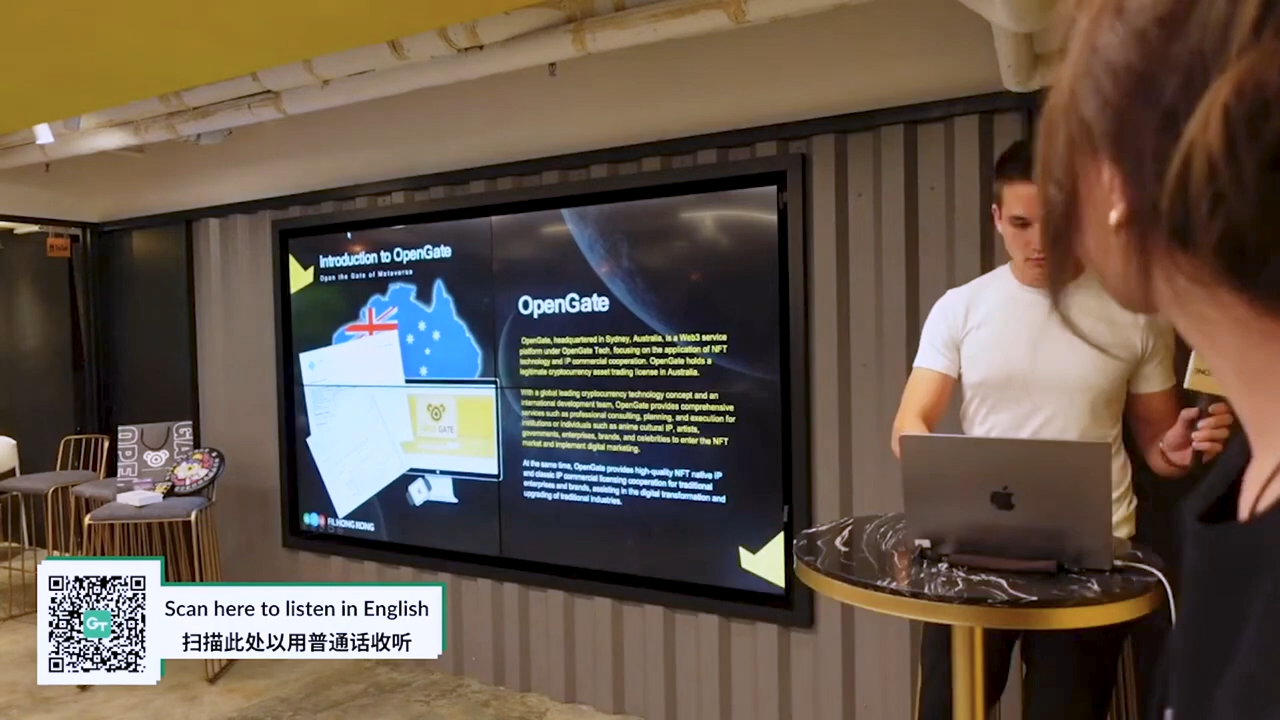 Introduction to OpenGate
Open the Gate of Metaverse
OpenGate
OpenGate, headquartered in Sydney, Australia, is a Web3 service
platform under OpenGate Tech, focusing on the application of NFT
technology and IP commercial cooperation. OpenGate holds a
legitimate cryptocurrency asset trading license in Australia.
With a global leading cryptocurrency technology concept and an
international development team, OpenGate provides comprehensive
services such as professional consulting, planning, and execution for
institutions or individuals such as anime cultural IP, artists,
governments, enterprises, brands, and celebrities to enter the NFT
market and implement digital marketing.
At the same time, OpenGate provides high-quality NFT native IP
and classic IP commercial licensing cooperation for traditional
enterprises and brands, assisting in the digital transformation and
upgrading of traditional industries.
GATE
FIL HONG KONG
OPEN
GT
Scan here to listen in English
扫描此处以用普通话收听